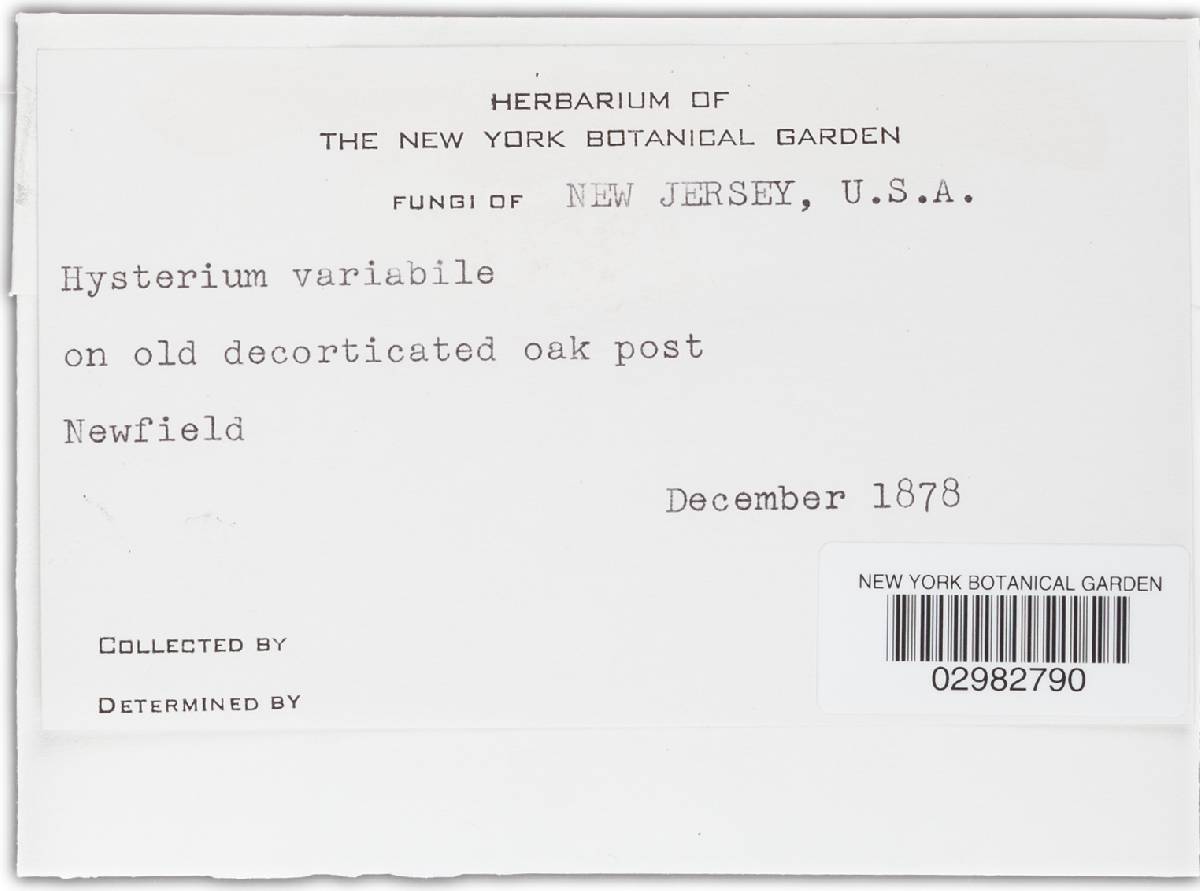 HERBARIUM OF
THE NEW YORK BOTANICAL GARDEN
FUNGI OF NEW JERSEY, U.S.A.
Hysterium variabile
on old decorticated oak post
Newfield
December 1878
NEW YORK BOTANICAL GARDEN
02982790
COLLECTED BY
DETERMINED BY